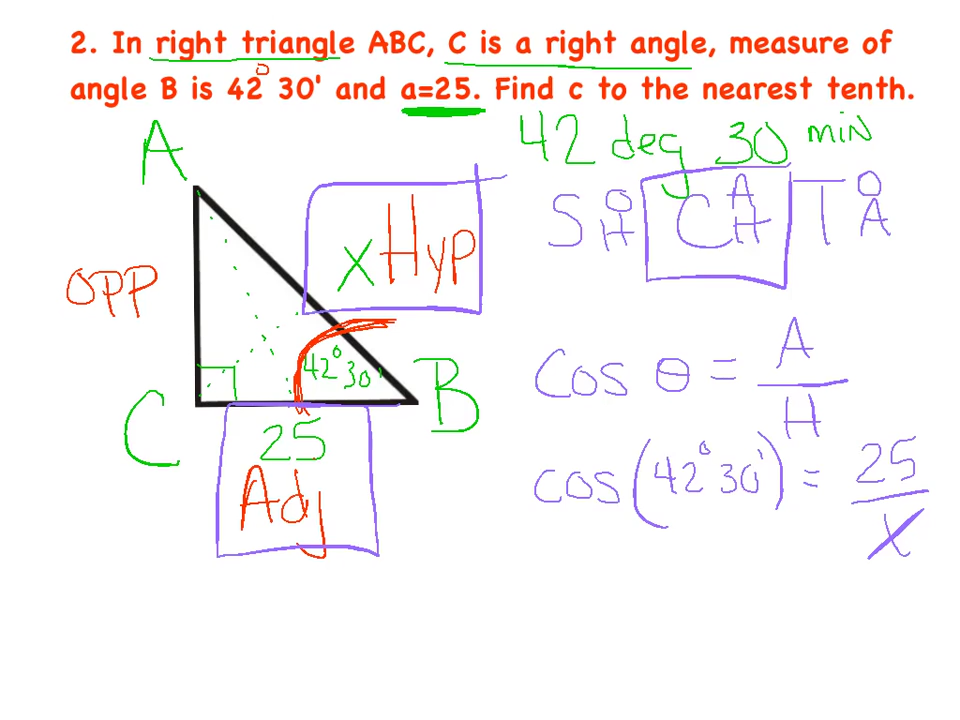 2. In right triangle ABC, C is a right angle, measure of
angle B is 42° 30' and a=25. Find c to the nearest tenth.
42 deg 30 min
A
S O/H C A/H T O/A
x Hyp
OPP
42° 30'
Cos θ = A/H
C
B
25
cos (42° 30') = 25/x
Adj